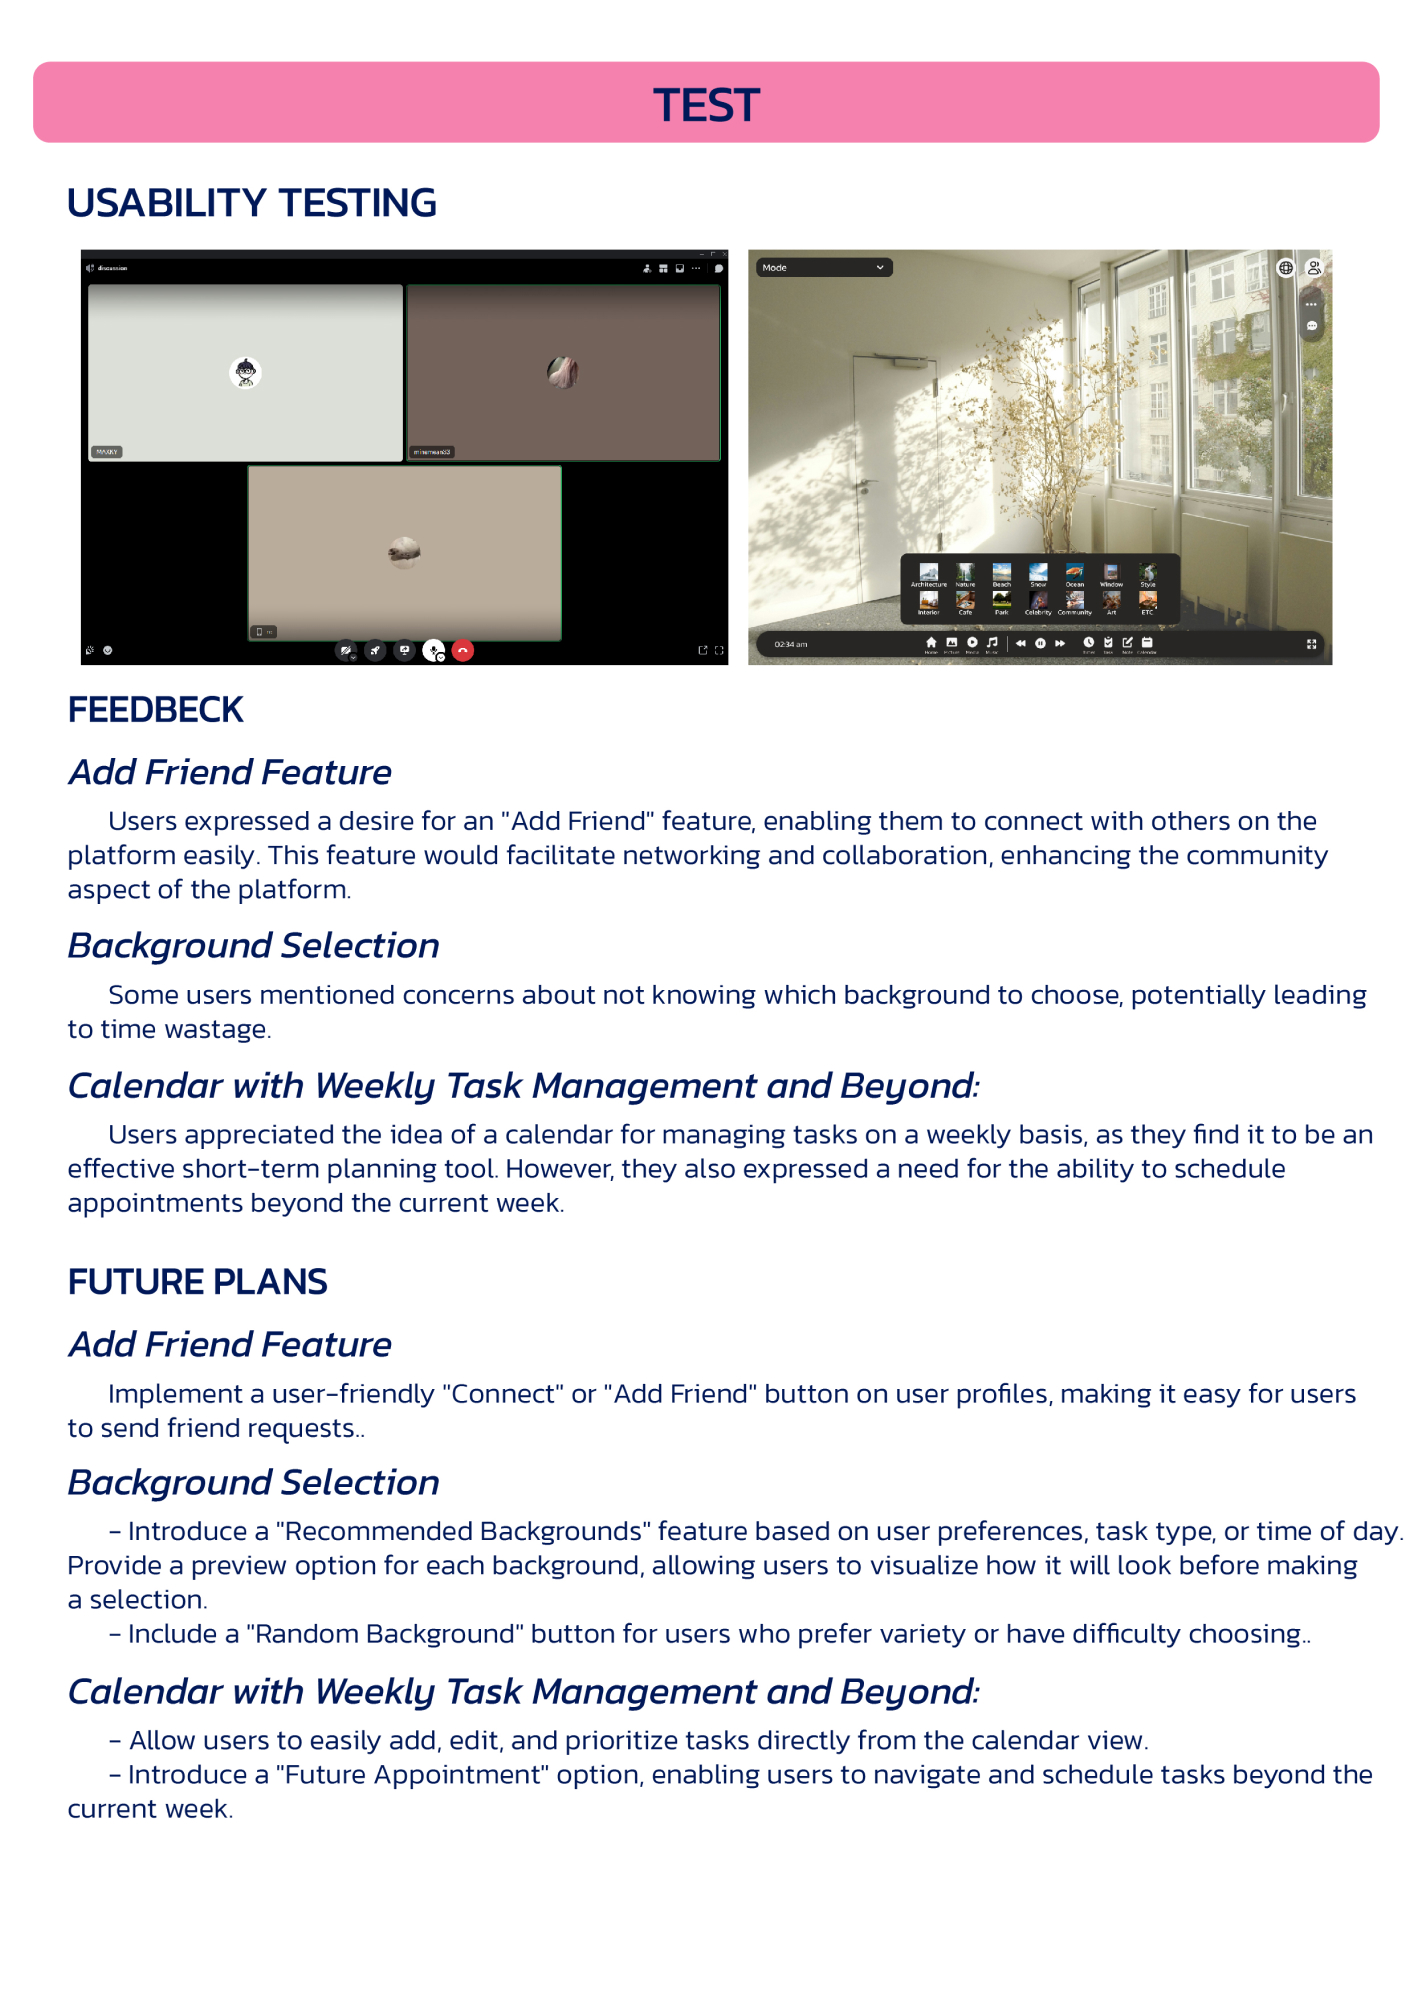 TEST
USABILITY TESTING
discussion
MAXKY
minemean33
Mode
Architecture Nature Beach Snow Ocean Window Style
Interior Cafe Park Celebrity Community Art ETC
02:34 am
Home Picture Music
Timer Task Note Calendar
FEEDBECK
Add Friend Feature
Users expressed a desire for an "Add Friend" feature, enabling them to connect with others on the
platform easily. This feature would facilitate networking and collaboration, enhancing the community
aspect of the platform.
Background Selection
Some users mentioned concerns about not knowing which background to choose, potentially leading
to time wastage.
Calendar with Weekly Task Management and Beyond:
Users appreciated the idea of a calendar for managing tasks on a weekly basis, as they find it to be an
effective short-term planning tool. However, they also expressed a need for the ability to schedule
appointments beyond the current week.
FUTURE PLANS
Add Friend Feature
Implement a user-friendly "Connect" or "Add Friend" button on user profiles, making it easy for users
to send friend requests..
Background Selection
- Introduce a "Recommended Backgrounds" feature based on user preferences, task type, or time of day.
Provide a preview option for each background, allowing users to visualize how it will look before making
a selection.
- Include a "Random Background" button for users who prefer variety or have difficulty choosing..
Calendar with Weekly Task Management and Beyond:
- Allow users to easily add, edit, and prioritize tasks directly from the calendar view.
- Introduce a "Future Appointment" option, enabling users to navigate and schedule tasks beyond the
current week.